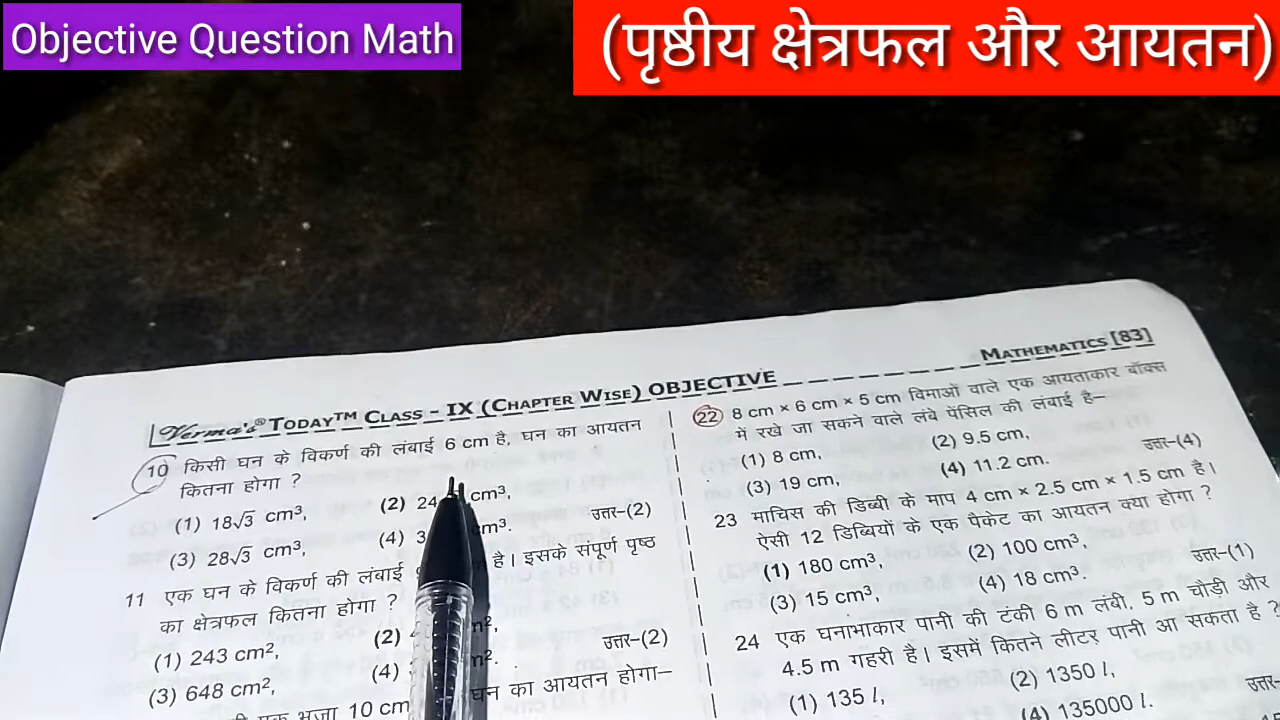 Objective Question Math
(पृष्ठीय क्षेत्रफल और आयतन)
Verma's® TODAY™ CLASS - IX (CHAPTER WISE) OBJECTIVE
MATHEMATICS [83]
10 किसी घन के विकर्ण की लंबाई 6 cm है, घन का आयतन
कितना होगा ?
(1) 18√3 cm³,
(2) 24 cm³,
(3) 28√3 cm³,
(4) 3 cm³.
उत्तर–(2)
11 एक घन के विकर्ण की लंबाई है। इसके संपूर्ण पृष्ठ
का क्षेत्रफल कितना होगा ?
(1) 243 cm²,
(2)
(3) 648 cm²,
(4)
उत्तर–(2)
एक भुजा 10 cm घन का आयतन होगा–
22 8 cm × 6 cm × 5 cm विमाओं वाले एक आयताकार बॉक्स
में रखे जा सकने वाले लंबे पेंसिल की लंबाई है–
(1) 8 cm,
(2) 9.5 cm,
(3) 19 cm,
(4) 11.2 cm.
उत्तर–(4)
23 माचिस की डिब्बी के माप 4 cm × 2.5 cm × 1.5 cm है।
ऐसी 12 डिब्बियों के एक पैकेट का आयतन क्या होगा ?
(1) 180 cm³,
(2) 100 cm³,
(3) 15 cm³,
(4) 18 cm³.
उत्तर–(1)
24 एक घनाभाकार पानी की टंकी 6 m लंबी, 5 m चौड़ी और
4.5 m गहरी है। इसमें कितने लीटर पानी आ सकता है ?
(1) 135 l,
(2) 1350 l,
(4) 135000 l.
उत्तर–